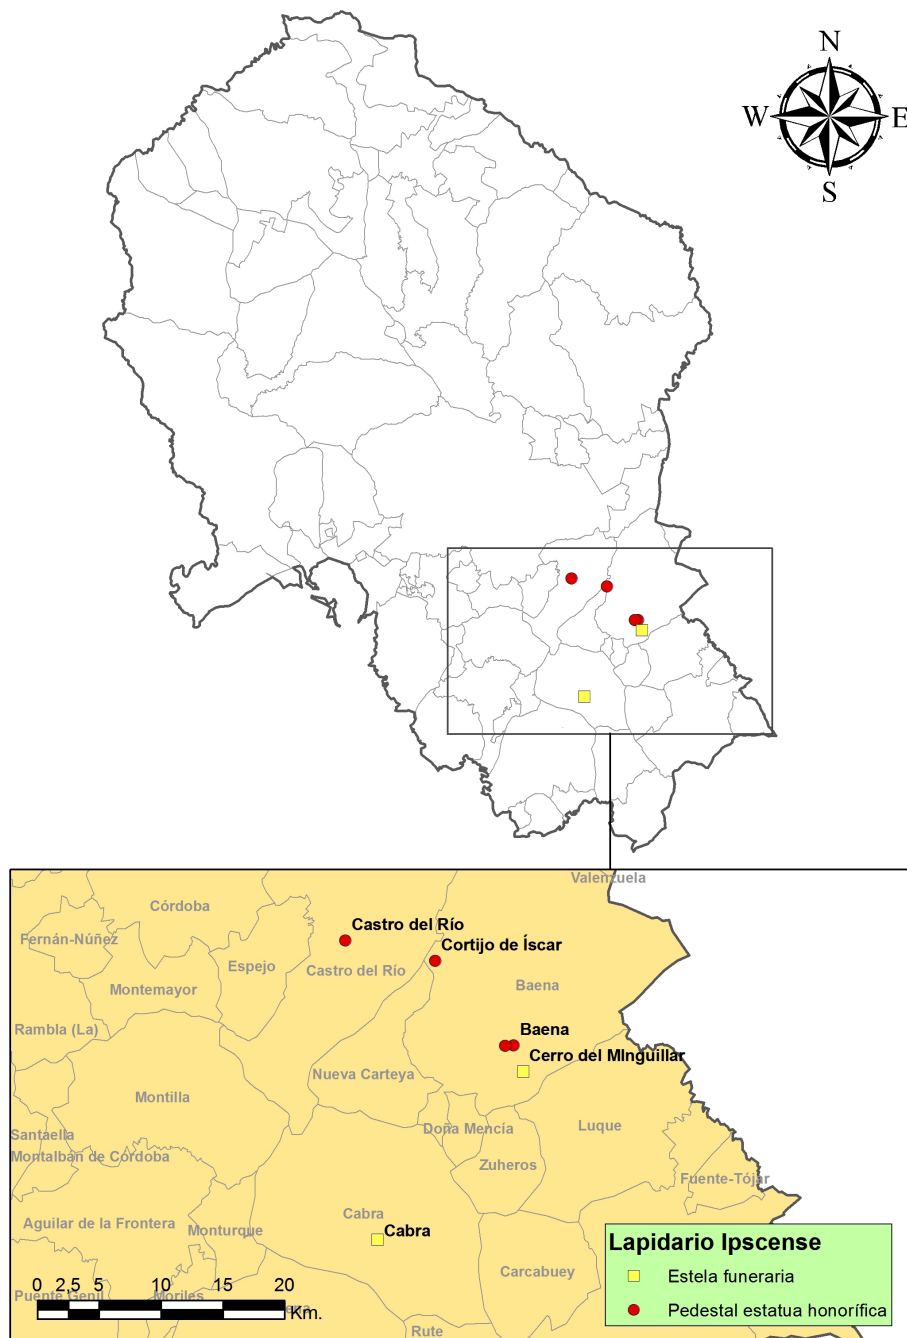 N
W
E
S
Valenzuela
Córdoba
Castro del Río
Fernán-Núñez
Cortijo de Íscar
Espejo
Castro del Río
Baena
Montemayor
Rambla (La)
Baena
Cerro del MInguillar
Nueva Carteya
Montilla
Doña Mencía
Luque
Santaella
Montalbán de Córdoba
Zuheros
Fuente-Tójar
Cabra
Aguilar de la Frontera
Monturque
Cabra
Carcabuey
Lapidario Ipscense
Estela funeraria
Pedestal estatua honorífica
0 2,5 5 10 15 20
Km.
Puente Genil
Moriles
Rute